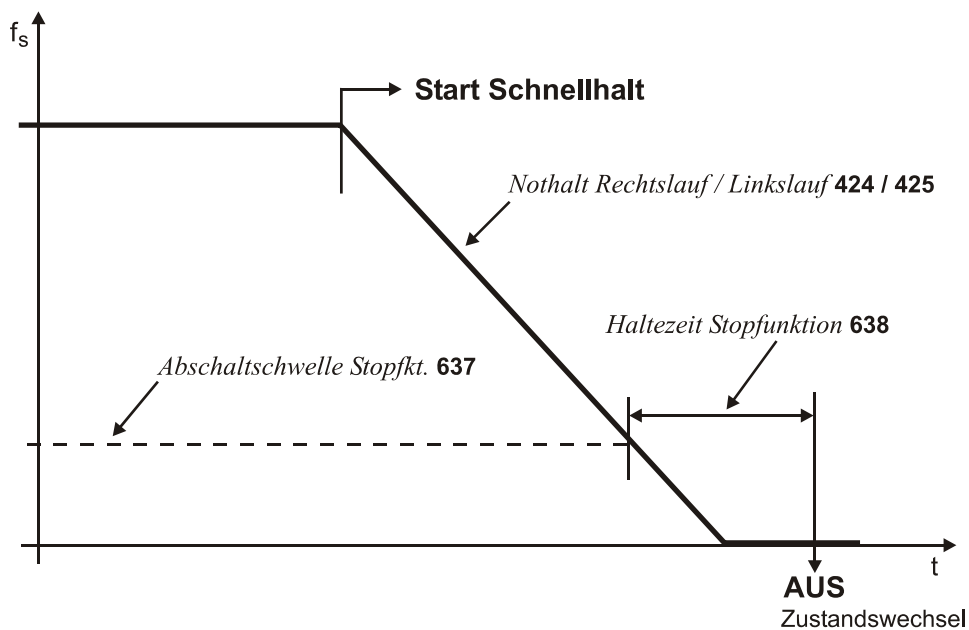 fs
Start Schnellhalt
Nothalt Rechtslauf / Linkslauf 424 / 425
Haltezeit Stopfunktion 638
Abschaltschwelle Stopfkt. 637
t
AUS
Zustandswechsel